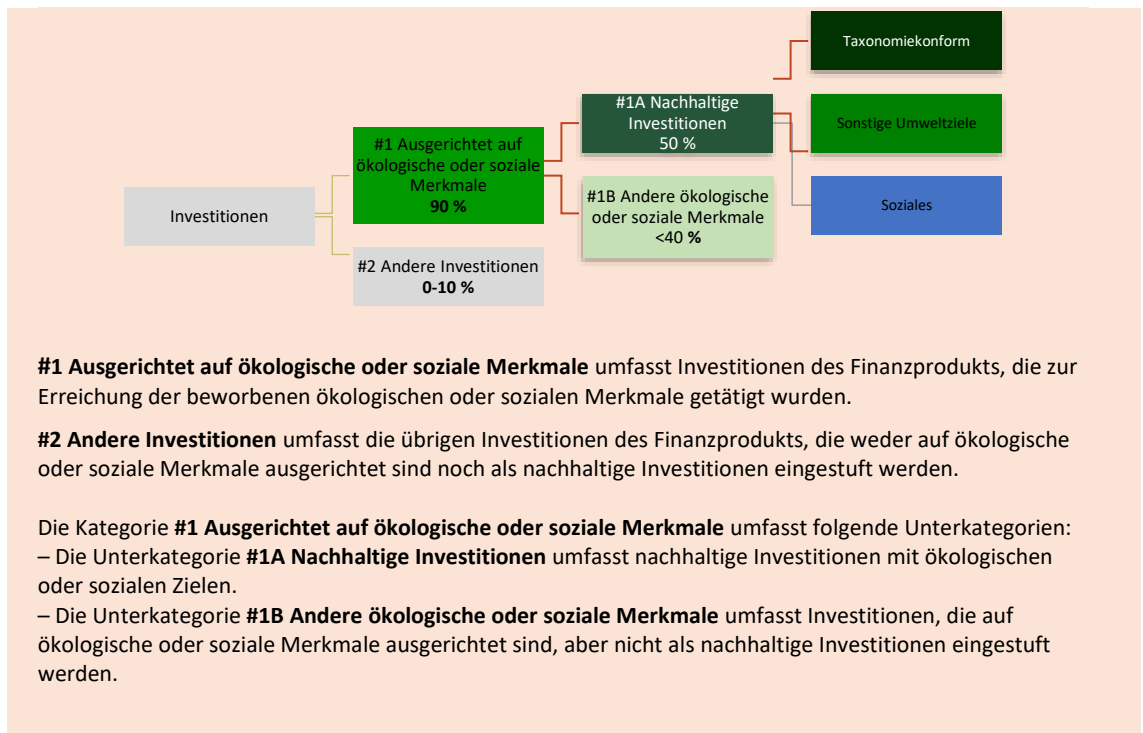 Taxonomiekonform
#1A Nachhaltige
Investitionen
50 %
Sonstige Umweltziele
#1 Ausgerichtet auf
ökologische oder soziale
Merkmale
90 %
#1B Andere ökologische
oder soziale Merkmale
<40 %
Soziales
Investitionen
#2 Andere Investitionen
0-10 %
#1 Ausgerichtet auf ökologische oder soziale Merkmale umfasst Investitionen des Finanzprodukts, die zur
Erreichung der beworbenen ökologischen oder sozialen Merkmale getätigt wurden.
#2 Andere Investitionen umfasst die übrigen Investitionen des Finanzprodukts, die weder auf ökologische
oder soziale Merkmale ausgerichtet sind noch als nachhaltige Investitionen eingestuft werden.
Die Kategorie #1 Ausgerichtet auf ökologische oder soziale Merkmale umfasst folgende Unterkategorien:
– Die Unterkategorie #1A Nachhaltige Investitionen umfasst nachhaltige Investitionen mit ökologischen
oder sozialen Zielen.
– Die Unterkategorie #1B Andere ökologische oder soziale Merkmale umfasst Investitionen, die auf
ökologische oder soziale Merkmale ausgerichtet sind, aber nicht als nachhaltige Investitionen eingestuft
werden.